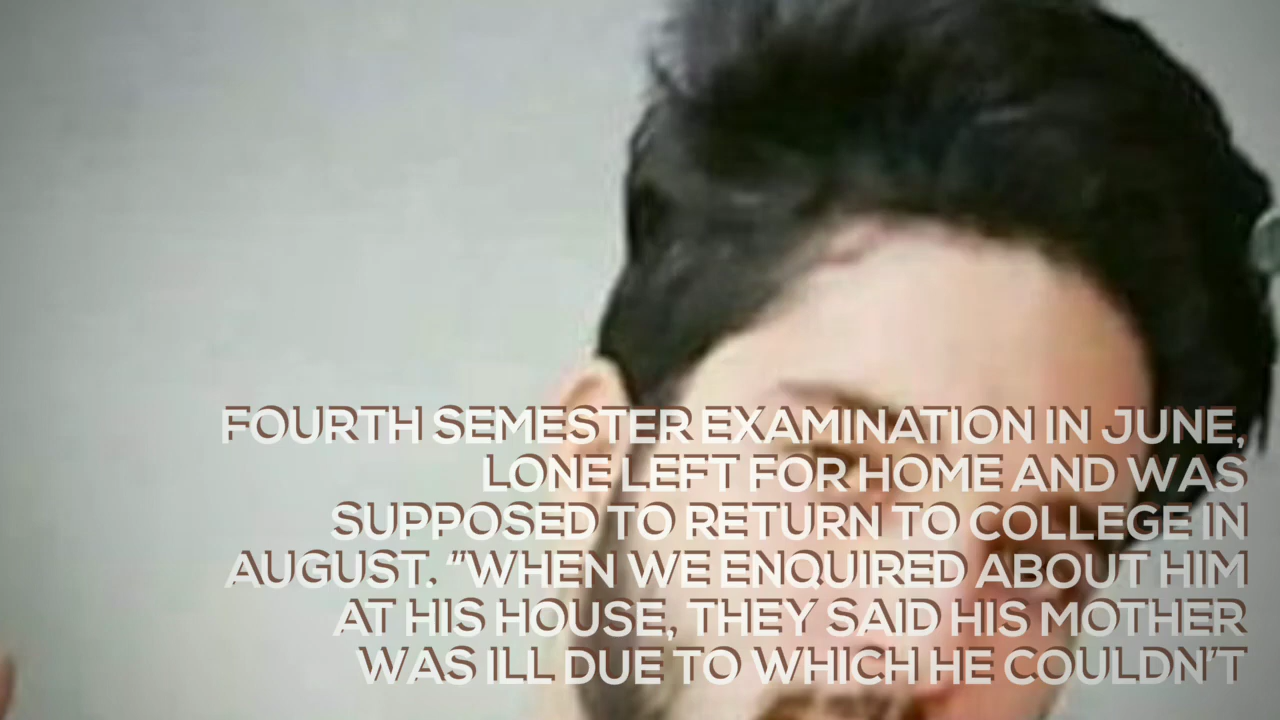 FOURTH SEMESTER EXAMINATION IN JUNE,
LONE LEFT FOR HOME AND WAS
SUPPOSED TO RETURN TO COLLEGE IN
AUGUST. "WHEN WE ENQUIRED ABOUT HIM
AT HIS HOUSE, THEY SAID HIS MOTHER
WAS ILL DUE TO WHICH HE COULDN'T